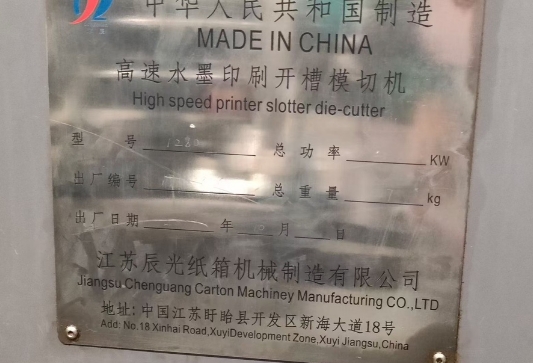 中华人民共和国制造
MADE IN CHINA
高速水墨印刷开槽模切机
High speed printer slotter die-cutter
型 号 总 功 率 KW
出厂编号 总 重 量 kg
出厂日期 年 月 日
江苏辰光纸箱机械制造有限公司
Jiangsu Chenguang Carton Machiney Manufacturing CO.,LTD
地址: 中国江苏盱眙县开发区新海大道18号
Add: No.18 Xinhai Road,XuyiDevelopment Zone,Xuyi Jiangsu,China